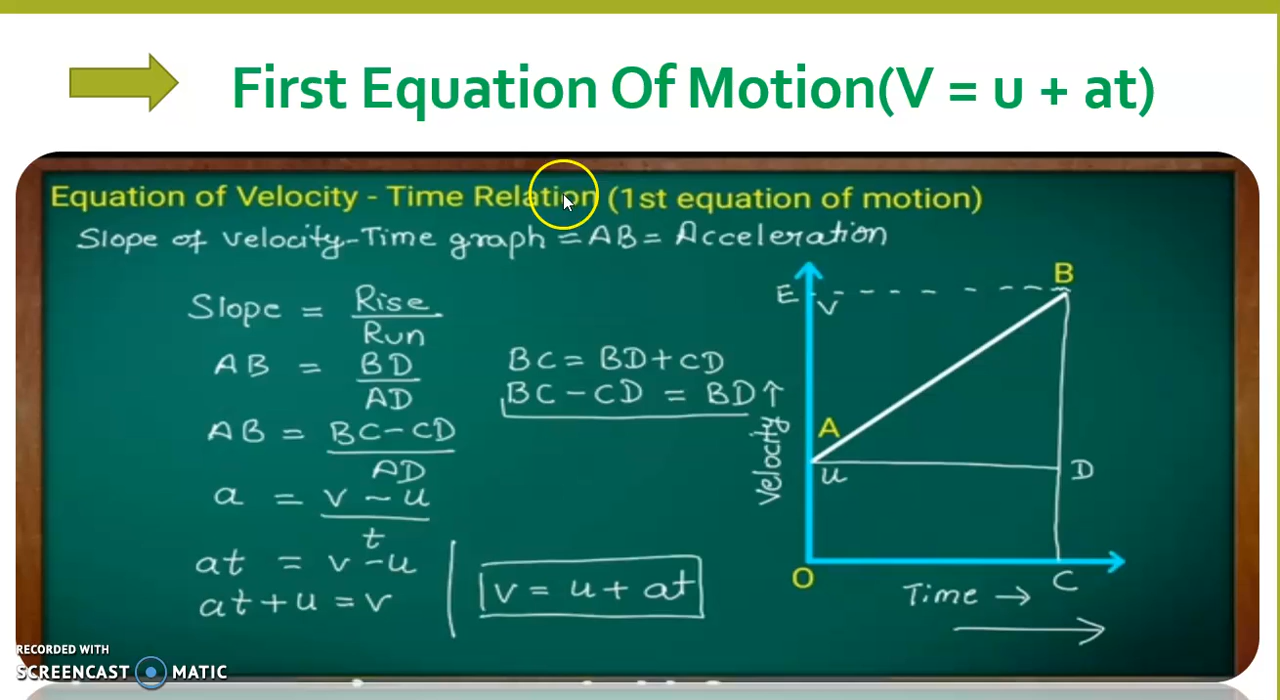 First Equation Of Motion(V = u + at)
Equation of Velocity - Time Relation (1st equation of motion)
Slope of velocity-Time graph = AB = Acceleration
Slope = Rise
Run
AB = BD
AD
AB = BC-CD
AD
a = v - u
t
at = v - u
at + u = v
BC = BD + CD
BC - CD = BD ↑
v = u + at
E
v
B
A
u
D
Velocity
O
C
Time →
RECORDED WITH
SCREENCAST MATIC